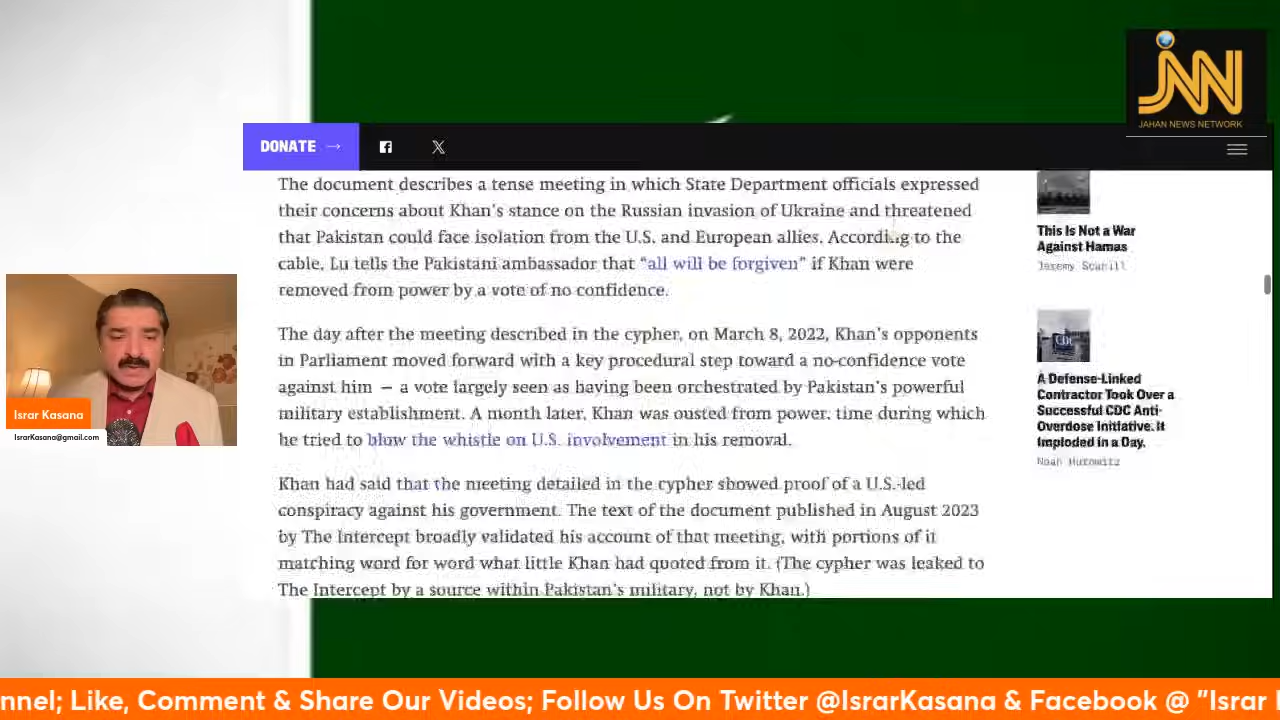 JNN
JAHAN NEWS NETWORK
DONATE →
The document describes a tense meeting in which State Department officials expressed
their concerns about Khan's stance on the Russian invasion of Ukraine and threatened
that Pakistan could face isolation from the U.S. and European allies. According to the
cable, Lu tells the Pakistani ambassador that “all will be forgiven” if Khan were
removed from power by a vote of no confidence.
The day after the meeting described in the cypher, on March 8, 2022, Khan's opponents
in Parliament moved forward with a key procedural step toward a no-confidence vote
against him — a vote largely seen as having been orchestrated by Pakistan's powerful
military establishment. A month later, Khan was ousted from power, time during which
he tried to blow the whistle on U.S. involvement in his removal.
Khan had said that the meeting detailed in the cypher showed proof of a U.S.-led
conspiracy against his government. The text of the document published in August 2023
by The Intercept broadly validated his account of that meeting, with portions of it
matching word for word what little Khan had quoted from it. (The cypher was leaked to
The Intercept by a source within Pakistan's military, not by Khan.)
This Is Not a War
Against Hamas
Jeremy Scahill
A Defense-Linked
Contractor Took Over a
Successful CDC Anti-
Overdose Initiative. It
Imploded in a Day.
Noah Hurowitz
Israr Kasana
IsrarKasana@gmail.com
nnel; Like, Comment & Share Our Videos; Follow Us On Twitter @IsrarKasana & Facebook @ "Israr